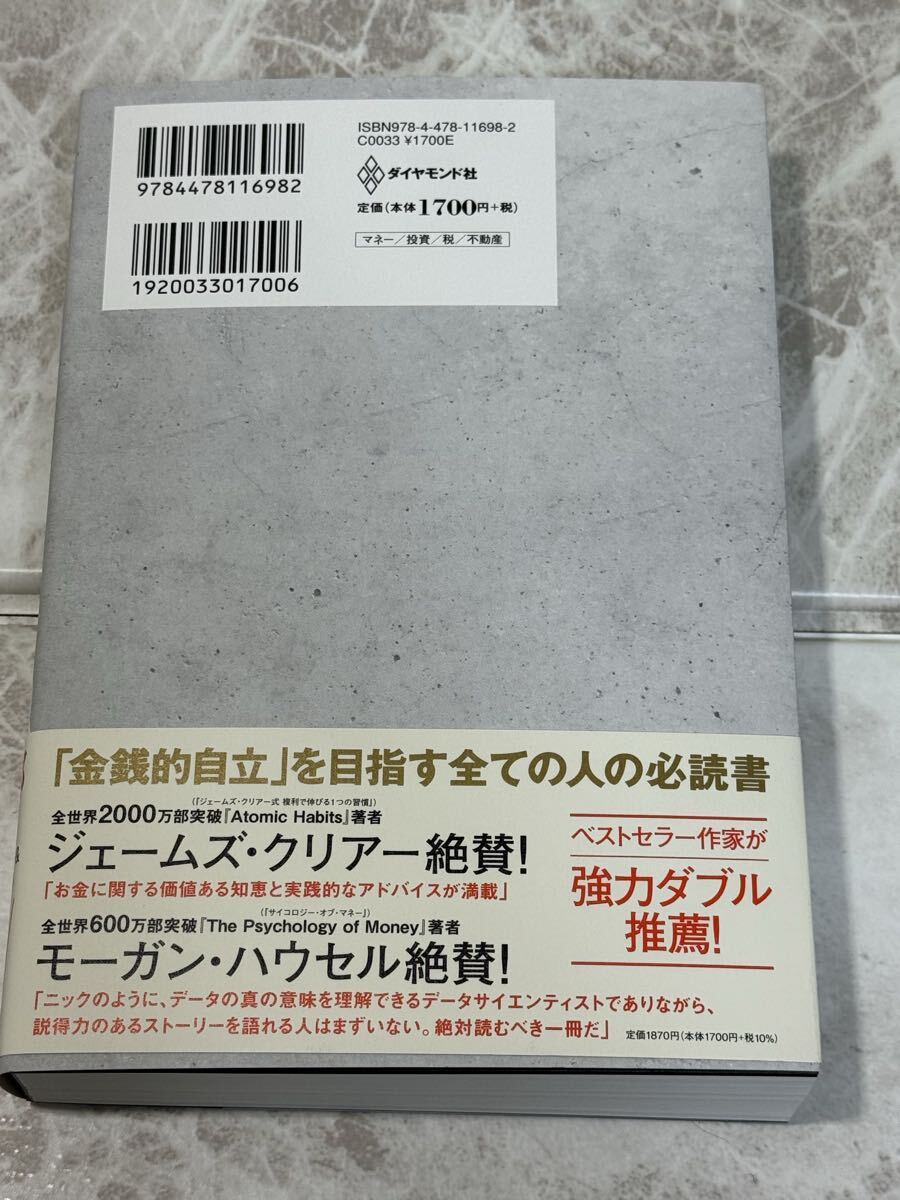 9784478116982
1920033017006
ISBN978-4-478-11698-2
C0033 ¥1700E
ダイヤモンド社
定価(本体1700円+税)
マネー/投資/税/不動産
「金銭的自立」を目指す全ての人の必読書
(『ジェームズ・クリアー式 複利で伸びる1つの習慣』)
全世界2000万部突破『Atomic Habits』著者
ジェームズ・クリアー絶賛!
「お金に関する価値ある知恵と実践的なアドバイスが満載」
(『サイコロジー・オブ・マネー』)
全世界600万部突破『The Psychology of Money』著者
モーガン・ハウセル絶賛!
「ニックのように、データの真の意味を理解できるデータサイエンティストでありながら、
説得力のあるストーリーを語れる人はまずいない。絶対読むべき一冊だ」
ベストセラー作家が
強力ダブル
推薦!
定価1870円(本体1700円+税10%)